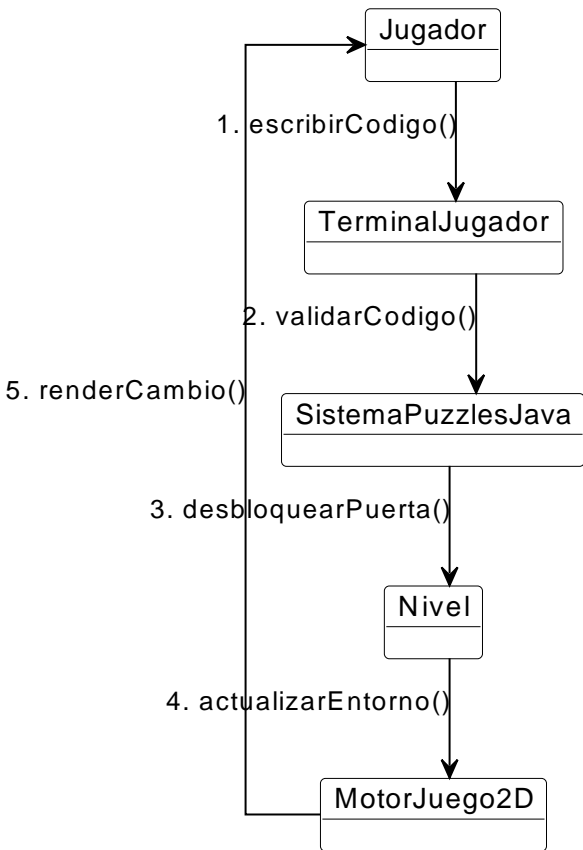 Jugador
1. escribirCodigo()
TerminalJugador
2. validarCodigo()
5. renderCambio()
SistemaPuzzlesJava
3. desbloquearPuerta()
Nivel
4. actualizarEntorno()
MotorJuego2D